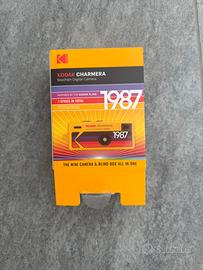 KODAK CHARMERA
Keychain Digital Camera
1987
Kodak
1987
THE MINI CAMERA & BLIND BOX ALL IN ONE